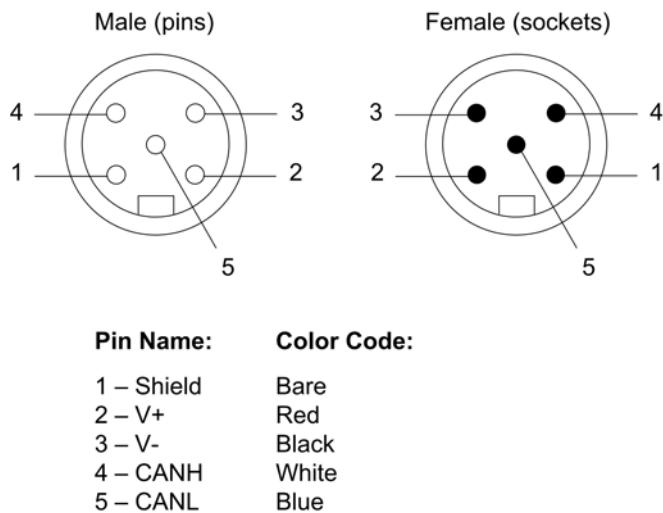 Male (pins) Female (sockets)
4 3 3 4
1 2 2 1
5 5
Pin Name: Color Code:
1 – Shield Bare
2 – V+ Red
3 – V- Black
4 – CANH White
5 – CANL Blue